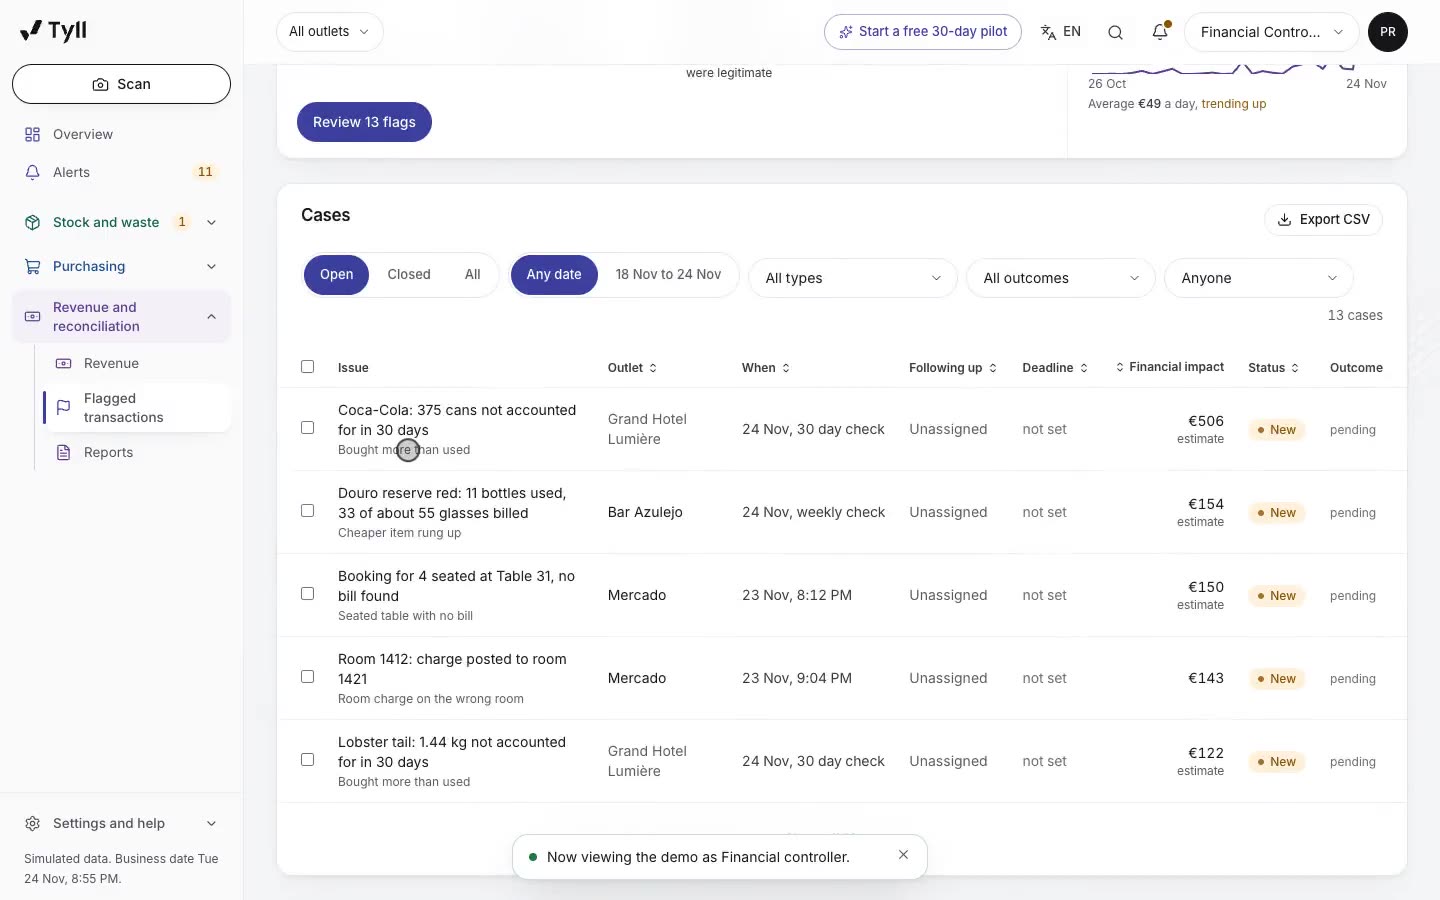 Tyll
All outlets
Start a free 30-day pilot
EN
Financial Contro...
PR
Scan
Overview
Alerts
11
Stock and waste
1
Purchasing
Revenue and
reconciliation
Revenue
Flagged
transactions
Reports
Settings and help
Simulated data. Business date Tue
24 Nov, 8:55 PM.
were legitimate
Review 13 flags
26 Oct
24 Nov
Average €49 a day, trending up
Cases
Export CSV
Open
Closed
All
Any date
18 Nov to 24 Nov
All types
All outcomes
Anyone
13 cases
Issue
Outlet
When
Following up
Deadline
Financial impact
Status
Outcome
Coca-Cola: 375 cans not accounted
for in 30 days
Bought more than used
Grand Hotel
Lumière
24 Nov, 30 day check
Unassigned
not set
€506
estimate
New
pending
Douro reserve red: 11 bottles used,
33 of about 55 glasses billed
Cheaper item rung up
Bar Azulejo
24 Nov, weekly check
Unassigned
not set
€154
estimate
New
pending
Booking for 4 seated at Table 31, no
bill found
Seated table with no bill
Mercado
23 Nov, 8:12 PM
Unassigned
not set
€150
estimate
New
pending
Room 1412: charge posted to room
1421
Room charge on the wrong room
Mercado
23 Nov, 9:04 PM
Unassigned
not set
€143
New
pending
Lobster tail: 1.44 kg not accounted
for in 30 days
Bought more than used
Grand Hotel
Lumière
24 Nov, 30 day check
Unassigned
not set
€122
estimate
New
pending
Now viewing the demo as Financial controller.